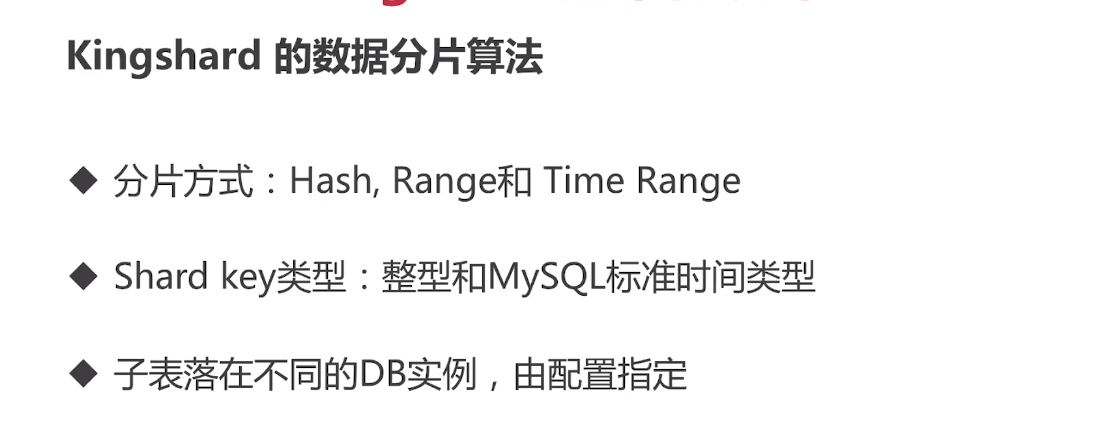 Kingshard 的数据分片算法
◆ 分片方式：Hash, Range和 Time Range
◆ Shard key类型：整型和MySQL标准时间类型
◆ 子表落在不同的DB实例，由配置指定